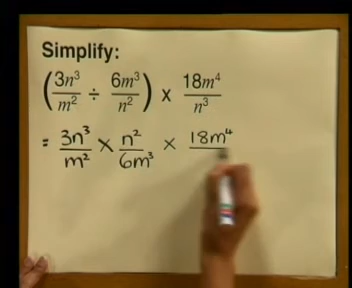 Simplify:
(3n³/m² ÷ 6m³/n²) x 18m⁴/n³
= 3n³/m² × n²/6m³ × 18m⁴